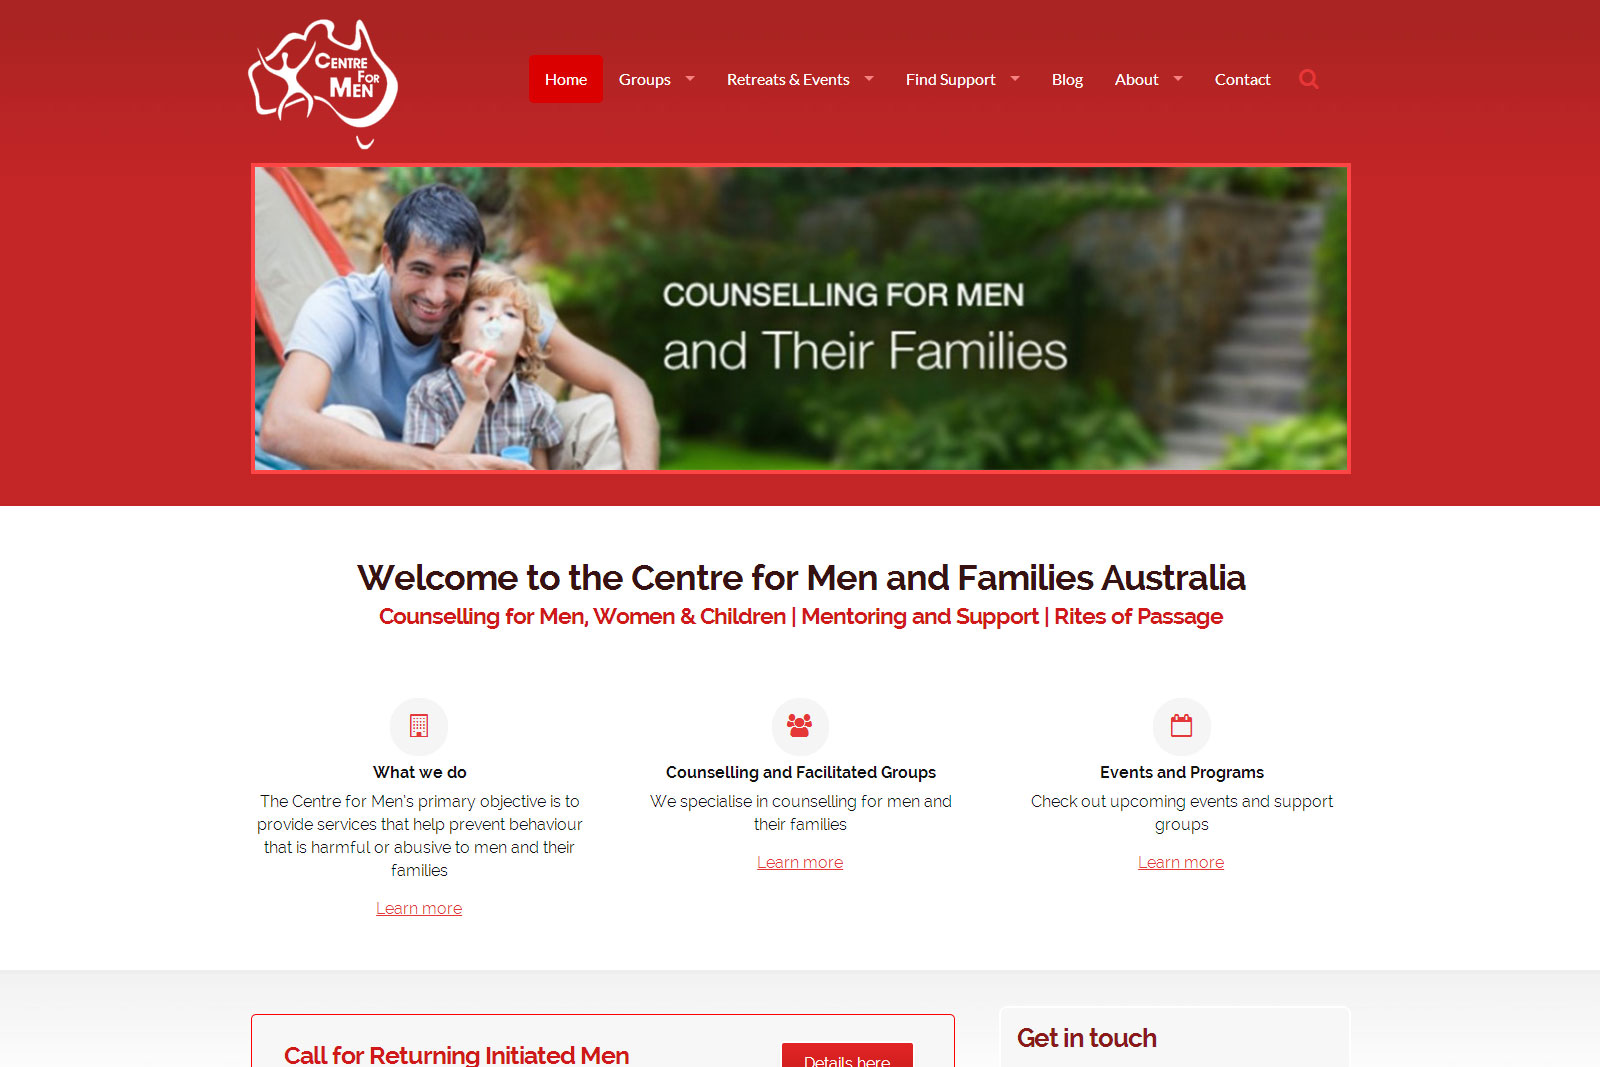 CENTRE
FOR
MEN
Home
Groups
Retreats & Events
Find Support
Blog
About
Contact
COUNSELLING FOR MEN
and Their Families
Welcome to the Centre for Men and Families Australia
Counselling for Men, Women & Children | Mentoring and Support | Rites of Passage
What we do
The Centre for Men's primary objective is to
provide services that help prevent behaviour
that is harmful or abusive to men and their
families
Learn more
Counselling and Facilitated Groups
We specialise in counselling for men and
their families
Learn more
Events and Programs
Check out upcoming events and support
groups
Learn more
Call for Returning Initiated Men
Details here
Get in touch